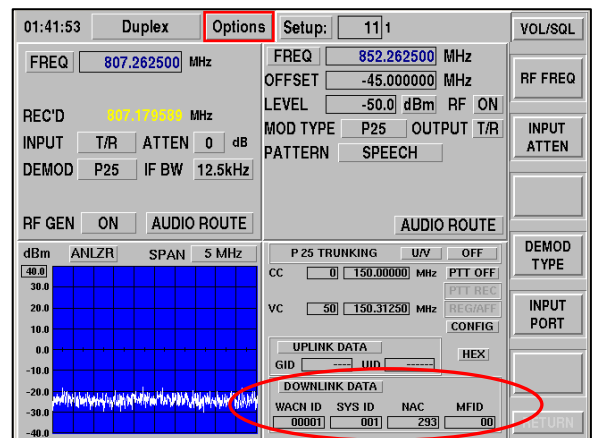 01:41:53 Duplex Options Setup: 11 1
FREQ 807.262500 MHz
REC'D 807.179589 MHz
INPUT T/R ATTEN 0 dB
DEMOD P25 IF BW 12.5kHz
RF GEN ON AUDIO ROUTE
FREQ 852.262500 MHz
OFFSET -45.000000 MHz
LEVEL -50.0 dBm RF ON
MOD TYPE P25 OUTPUT T/R
PATTERN SPEECH
AUDIO ROUTE
dBm ANLZR SPAN 5 MHz
40.0
30.0
20.0
10.0
0.0
-10.0
-20.0
-30.0
-40.0
P25 TRUNKING U/V OFF
CC 0 150.00000 MHz PTT OFF
PTT REC
VC 50 150.31250 MHz REG/AFF
CONFIG
UPLINK DATA
HEX
GID ---- UID ------
DOWNLINK DATA
WACN ID SYS ID NAC MFID
00001 001 293 00
VOL/SQL
RF FREQ
INPUT
ATTEN
DEMOD
TYPE
INPUT
PORT
RETURN